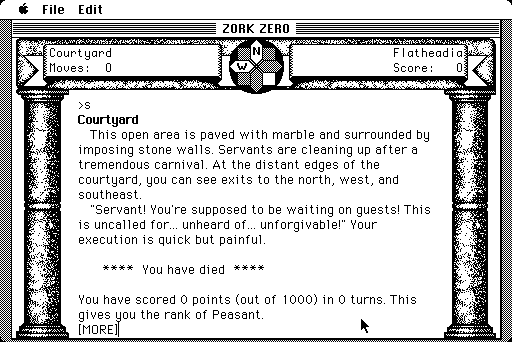 File Edit
ZORK ZERO
Courtyard Flatheadia
Moves: 0 Score: 0
N
W
>s
Courtyard
This open area is paved with marble and surrounded by
imposing stone walls. Servants are cleaning up after a
tremendous carnival. At the distant edges of the
courtyard, you can see exits to the north, west, and
southeast.
"Servant! You're supposed to be waiting on guests! This
is uncalled for... unheard of... unforgivable!" Your
execution is quick but painful.
**** You have died ****
You have scored 0 points (out of 1000) in 0 turns. This
gives you the rank of Peasant.
[MORE]